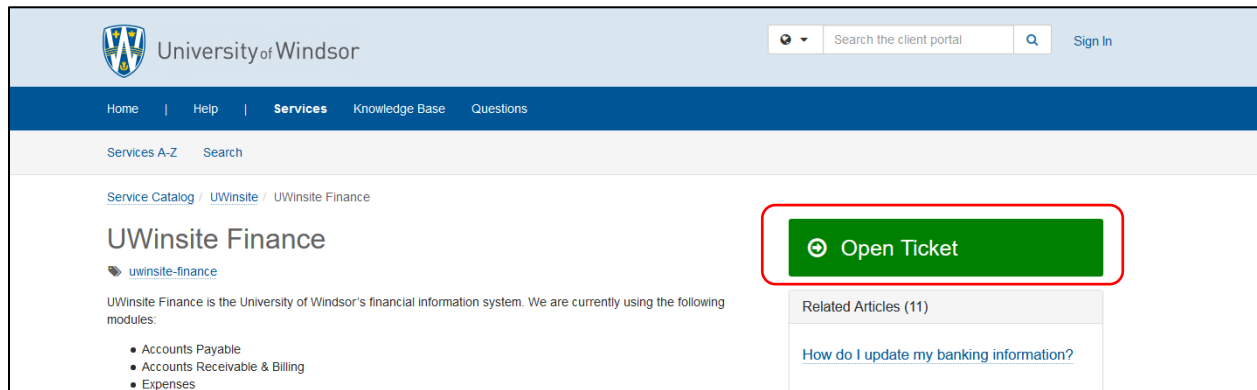 University of Windsor
Search the client portal
Sign In
Home | Help | Services Knowledge Base Questions
Services A-Z Search
Service Catalog / UWinsite / UWinsite Finance
UWinsite Finance
uwinsite-finance
UWinsite Finance is the University of Windsor's financial information system. We are currently using the following
modules:
• Accounts Payable
• Accounts Receivable & Billing
• Expenses
Open Ticket
Related Articles (11)
How do I update my banking information?